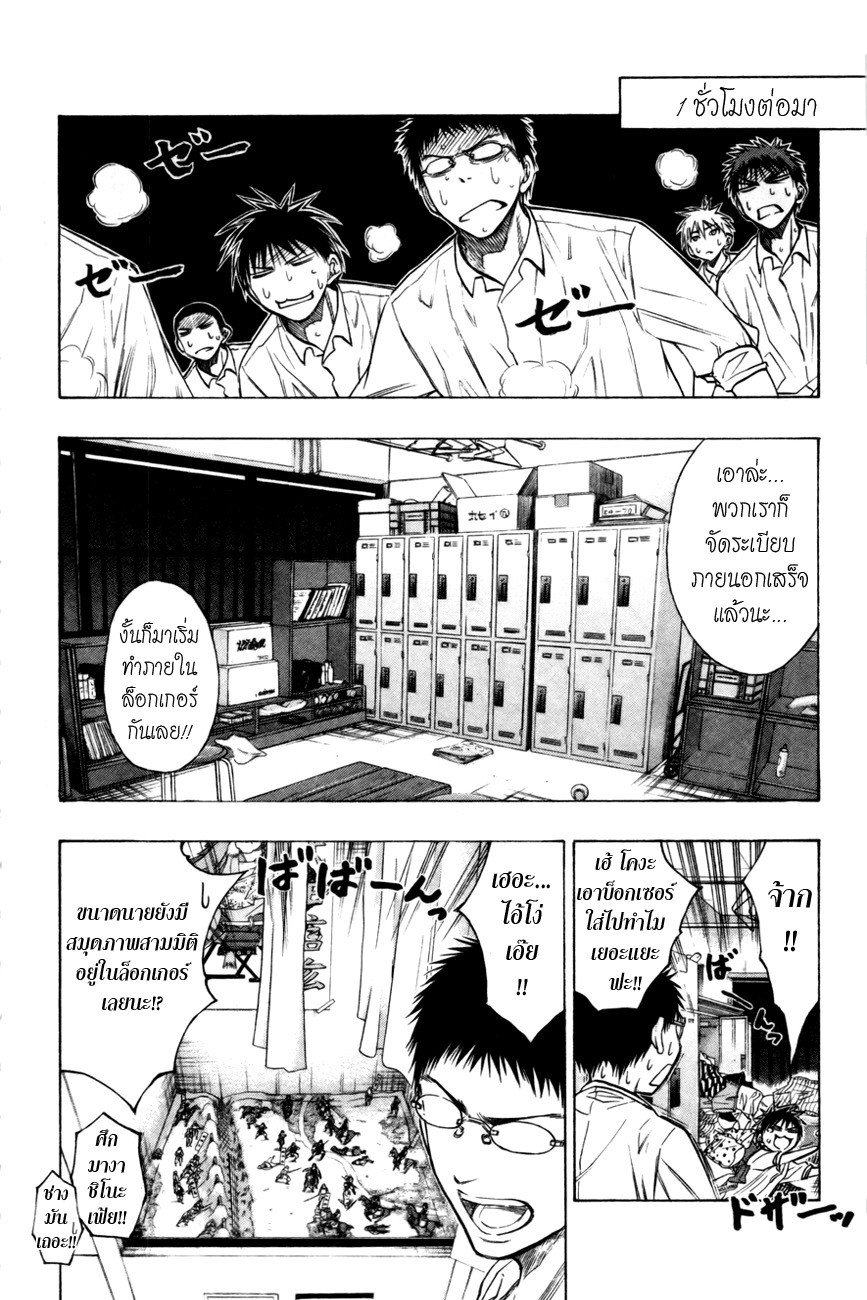 1 ชั่วโมงต่อมา
ゼー
ゼー
ゼー
เอาล่ะ...
พวกเราก็
จัดระเบียบ
ภายนอกเสร็จ
แล้วนะ...
งั้นก็มาเริ่ม
ทำภายใน
ล็อกเกอร์
กันเลย!!
จ้าก
!!
เฮ้ โคงะ
เอาบ็อกเซอร์
ใส่ไปทำไม
เยอะแยะ
ฟะ!!
ば
ドザーッ
เฮอะ...
ไอ้โง่
เอ๊ย
!!
ばばーんっ
ขนาดนายยังมี
สมุดภาพสามมิติ
อยู่ในล็อกเกอร์
เลยนะ!?
ศึก
มางา
ชิโนะ
เฟ้ย!!
ช่าง
มัน
เถอะ!!